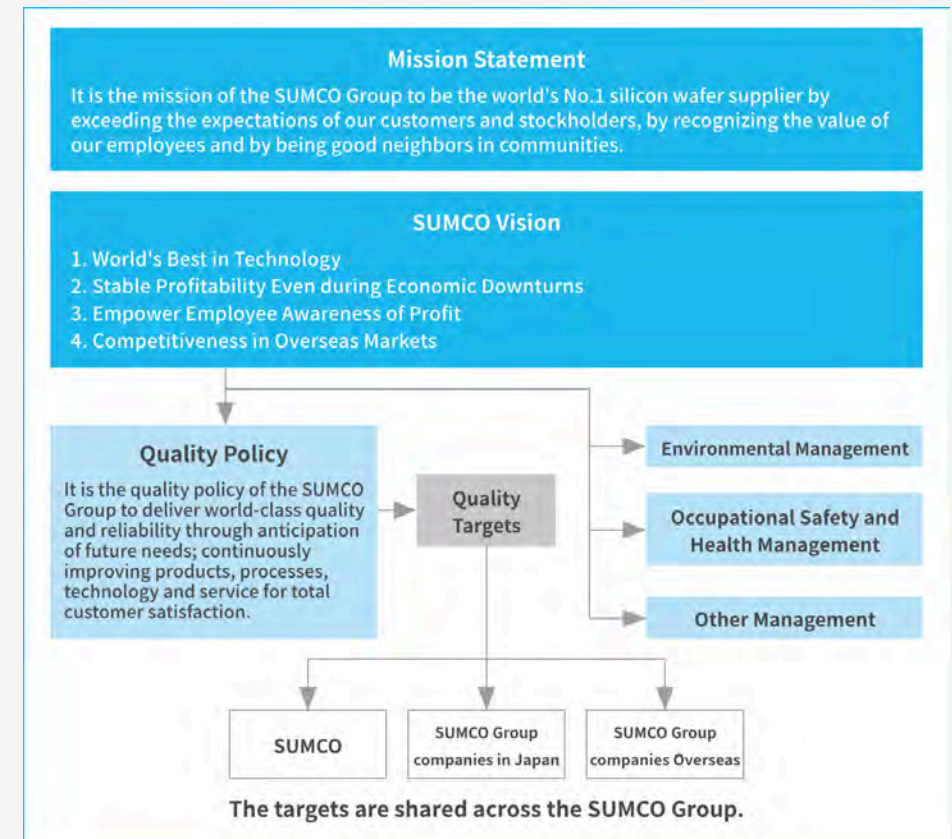 Mission Statement
It is the mission of the SUMCO Group to be the world's No.1 silicon wafer supplier by
exceeding the expectations of our customers and stockholders, by recognizing the value of
our employees and by being good neighbors in communities.
SUMCO Vision
1. World's Best in Technology
2. Stable Profitability Even during Economic Downturns
3. Empower Employee Awareness of Profit
4. Competitiveness in Overseas Markets
Quality Policy
It is the quality policy of the SUMCO
Group to deliver world-class quality
and reliability through anticipation
of future needs; continuously
improving products, processes,
technology and service for total
customer satisfaction.
Quality
Targets
Environmental Management
Occupational Safety and
Health Management
Other Management
SUMCO
SUMCO Group
companies in Japan
SUMCO Group
companies Overseas
The targets are shared across the SUMCO Group.